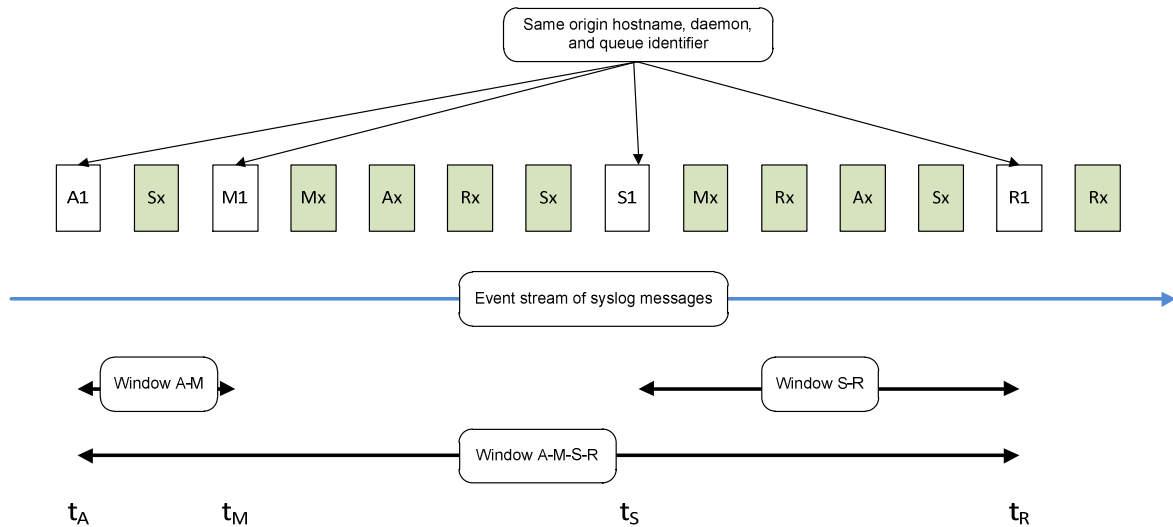 Same origin hostname, daemon,
and queue identifier
A1 Sx M1 Mx Ax Rx Sx S1 Mx Rx Ax Sx R1 Rx
Event stream of syslog messages
Window A-M Window S-R
Window A-M-S-R
tA tM tS tR